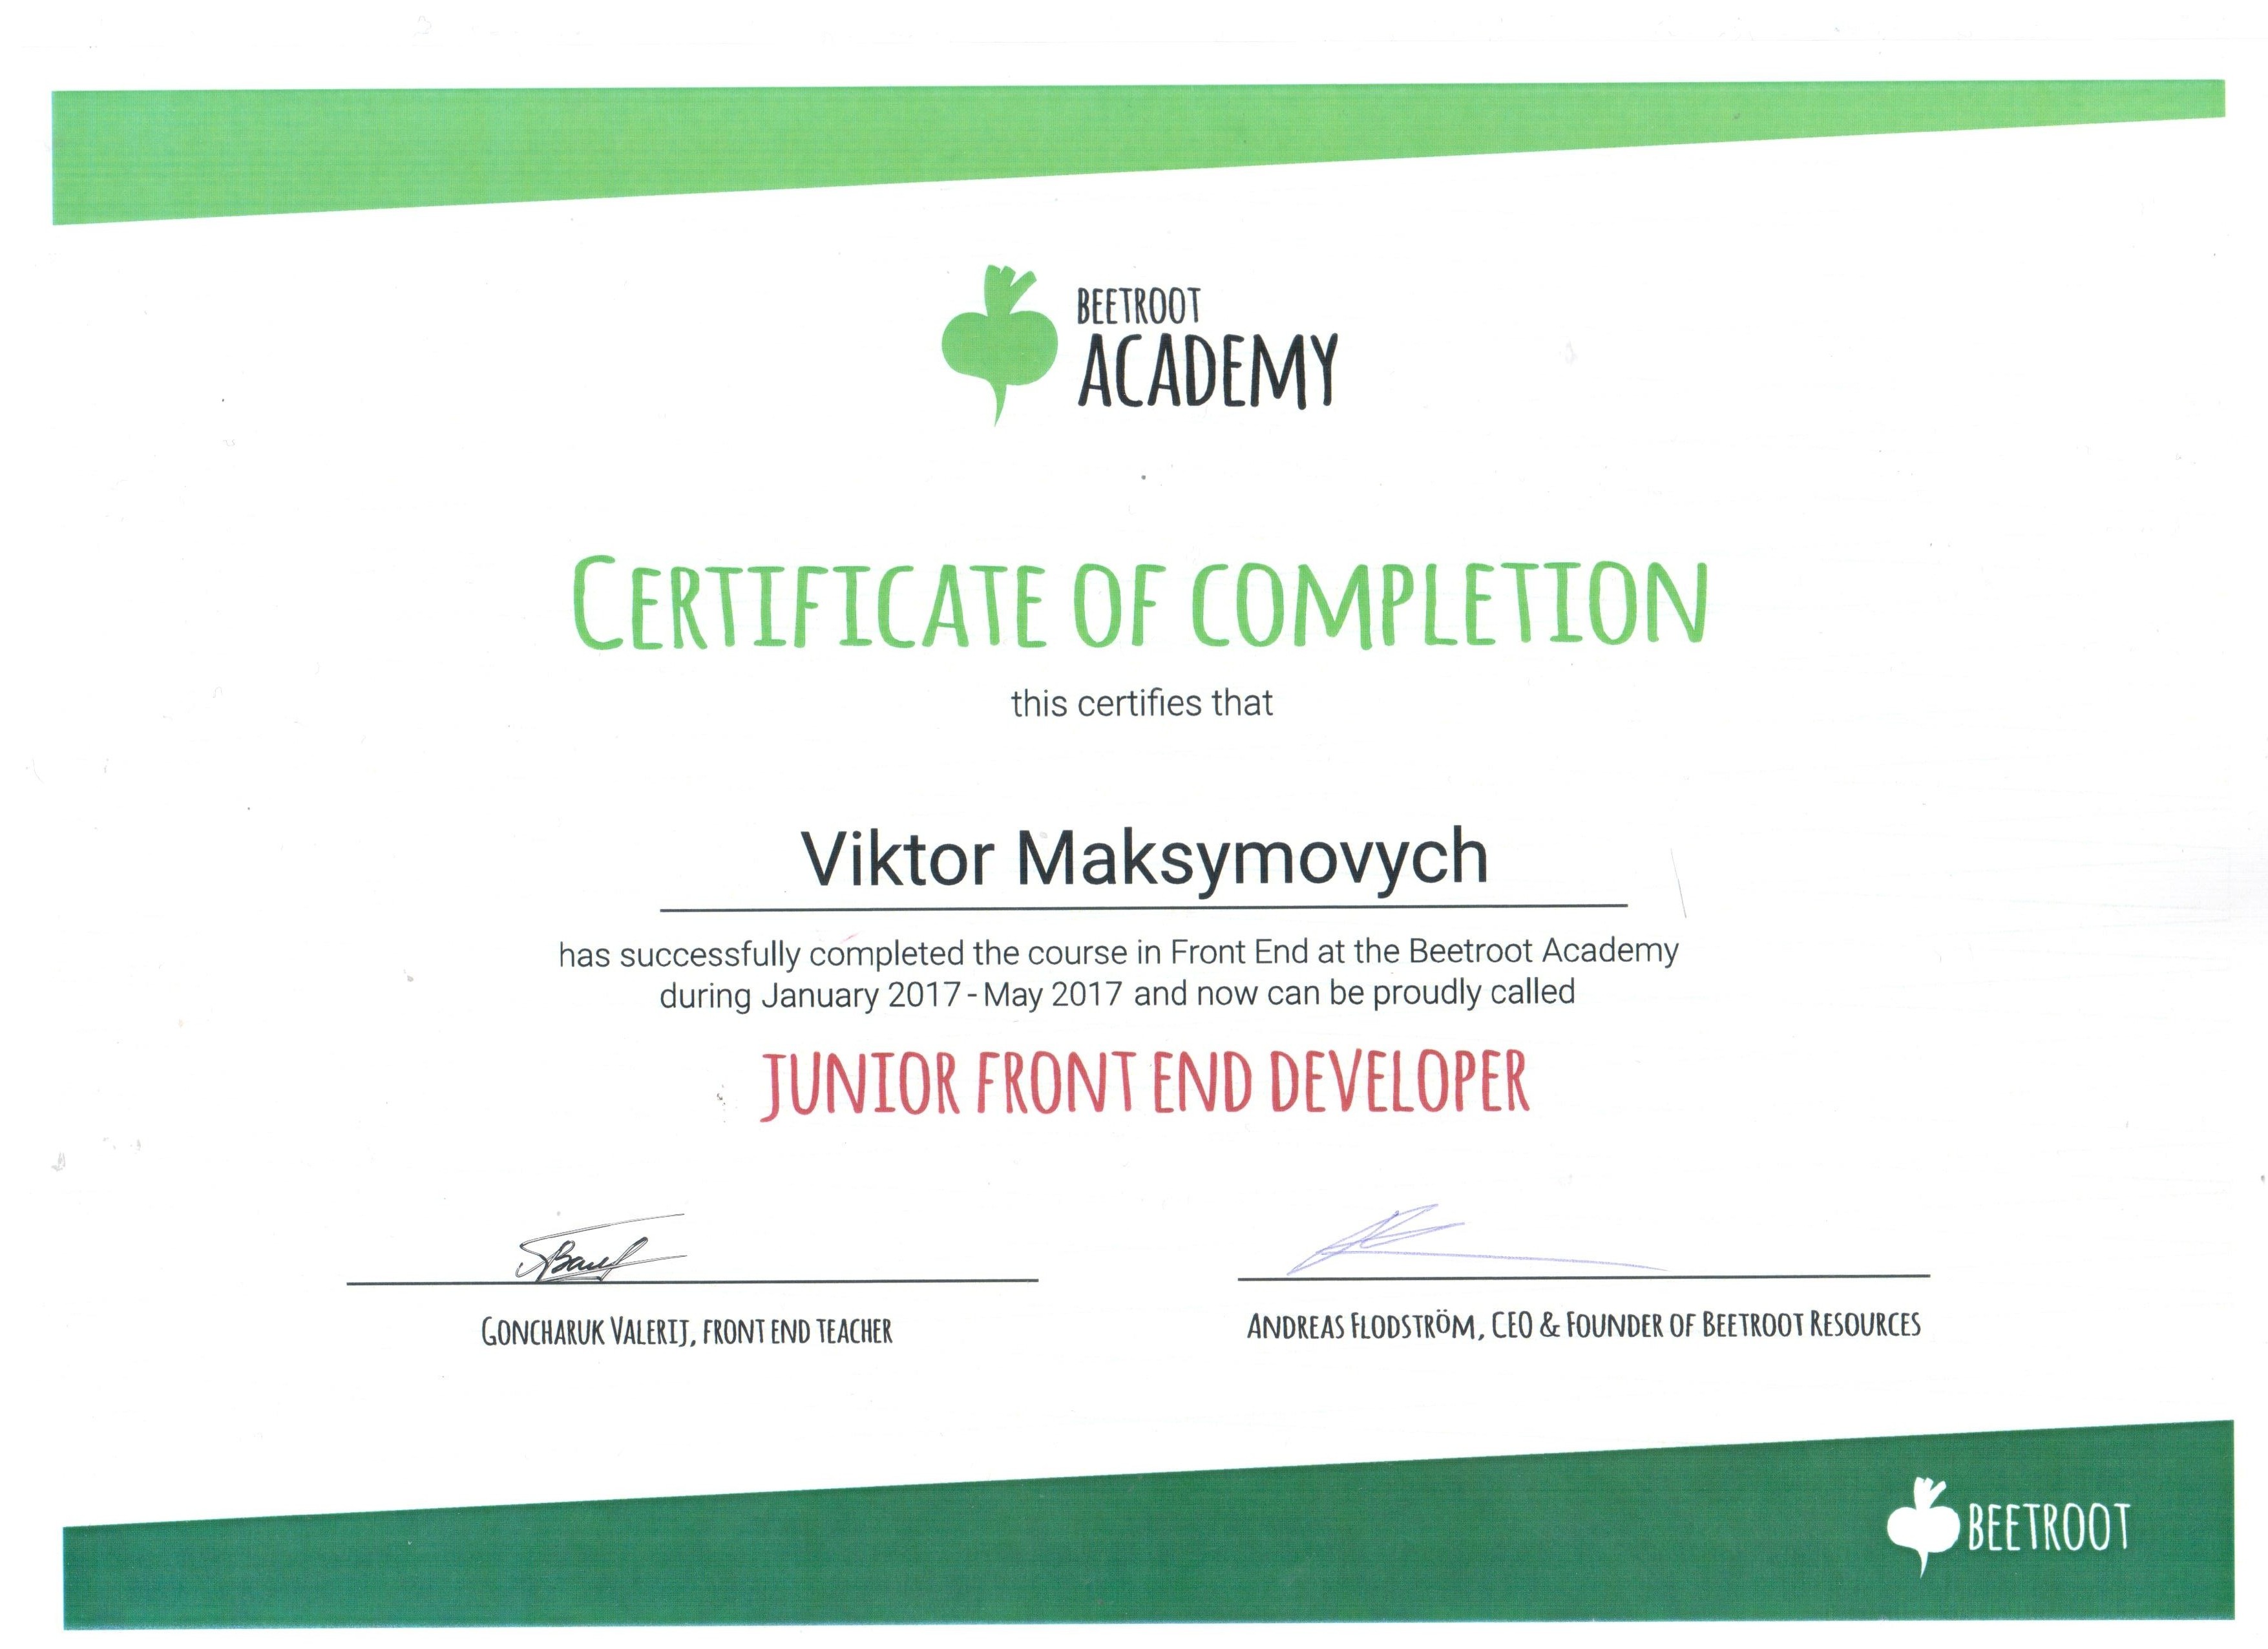 BEETROOT
ACADEMY
CERTIFICATE OF COMPLETION
this certifies that
Viktor Maksymovych
has successfully completed the course in Front End at the Beetroot Academy
during January 2017 - May 2017 and now can be proudly called
JUNIOR FRONT END DEVELOPER
GONCHARUK VALERIJ, FRONT END TEACHER
ANDREAS FLODSTRÖM, CEO & FOUNDER OF BEETROOT RESOURCES
BEETROOT